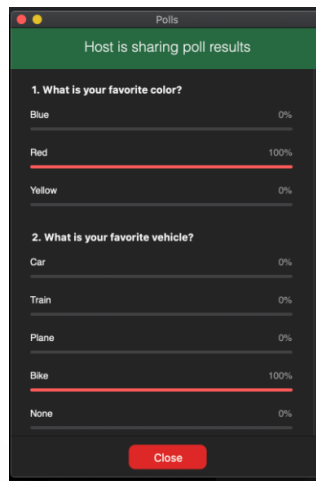 Polls
Host is sharing poll results
1. What is your favorite color?
Blue 0%
Red 100%
Yellow 0%
2. What is your favorite vehicle?
Car 0%
Train 0%
Plane 0%
Bike 100%
None 0%
Close